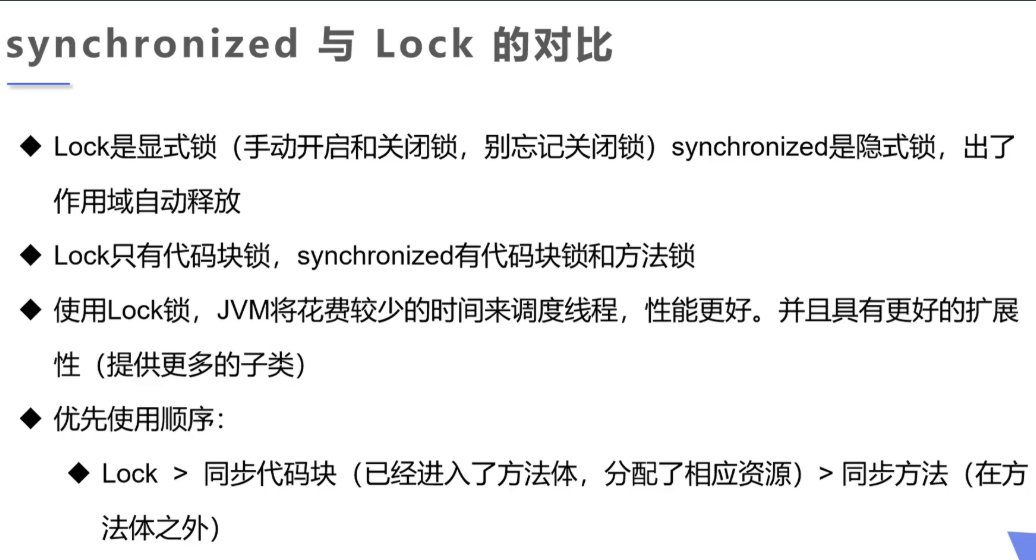 synchronized 与 Lock 的对比
◆ Lock是显式锁（手动开启和关闭锁，别忘记关闭锁）synchronized是隐式锁，出了
作用域自动释放
◆ Lock只有代码块锁，synchronized有代码块锁和方法锁
◆ 使用Lock锁，JVM将花费较少的时间来调度线程，性能更好。并且具有更好的扩展
性（提供更多的子类）
◆ 优先使用顺序：
◆ Lock > 同步代码块（已经进入了方法体，分配了相应资源）> 同步方法（在方
法体之外）